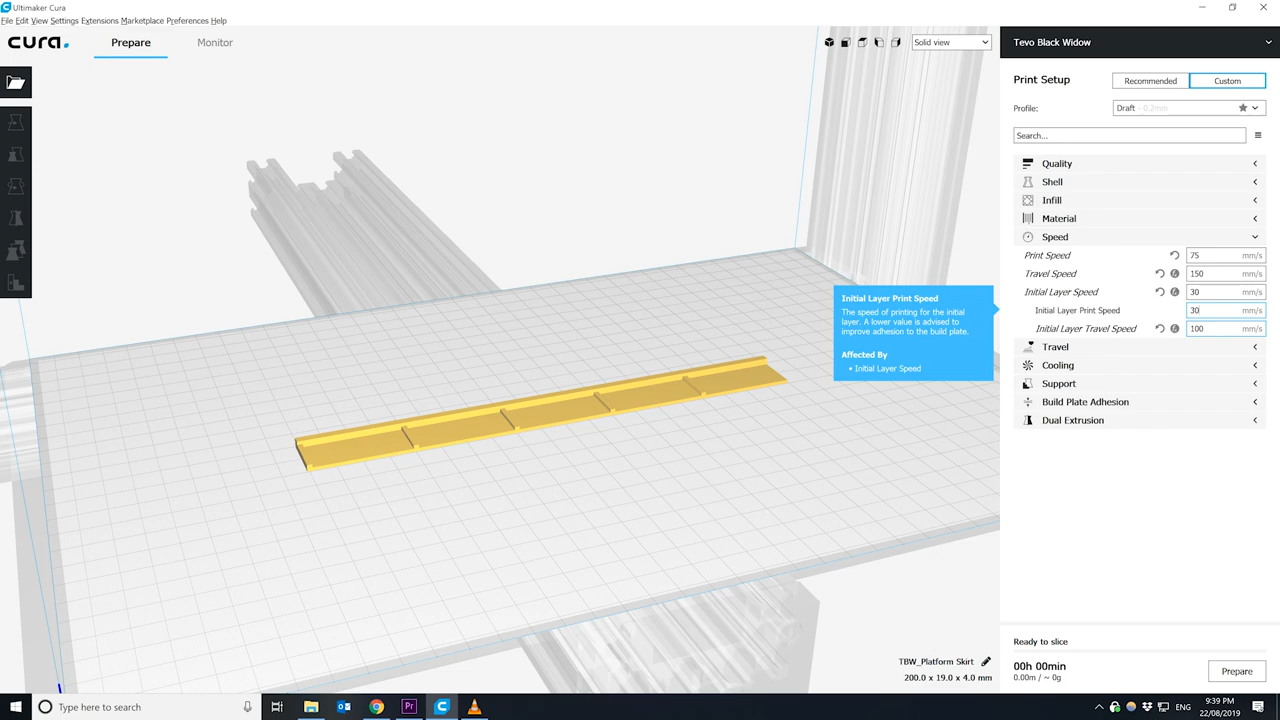 Ultimaker Cura
File Edit View Settings Extensions Marketplace Preferences Help
cura.
Prepare
Monitor
Solid view
Tevo Black Widow
Print Setup
Recommended
Custom
Profile:
Draft - 0.2mm
Search...
Quality
Shell
Infill
Material
Speed
Print Speed 75 mm/s
Travel Speed 150 mm/s
Initial Layer Speed 30 mm/s
Initial Layer Print Speed 30 mm/s
Initial Layer Travel Speed 100 mm/s
Travel
Cooling
Support
Build Plate Adhesion
Dual Extrusion
Initial Layer Print Speed
The speed of printing for the initial
layer. A lower value is advised to
improve adhesion to the build plate.
Affected By
• Initial Layer Speed
TBW_Platform Skirt
200.0 x 19.0 x 4.0 mm
Ready to slice
00h 00min
0.00m / ~ 0g
Prepare
Type here to search
Pr
ENG
9:39 PM
22/08/2019